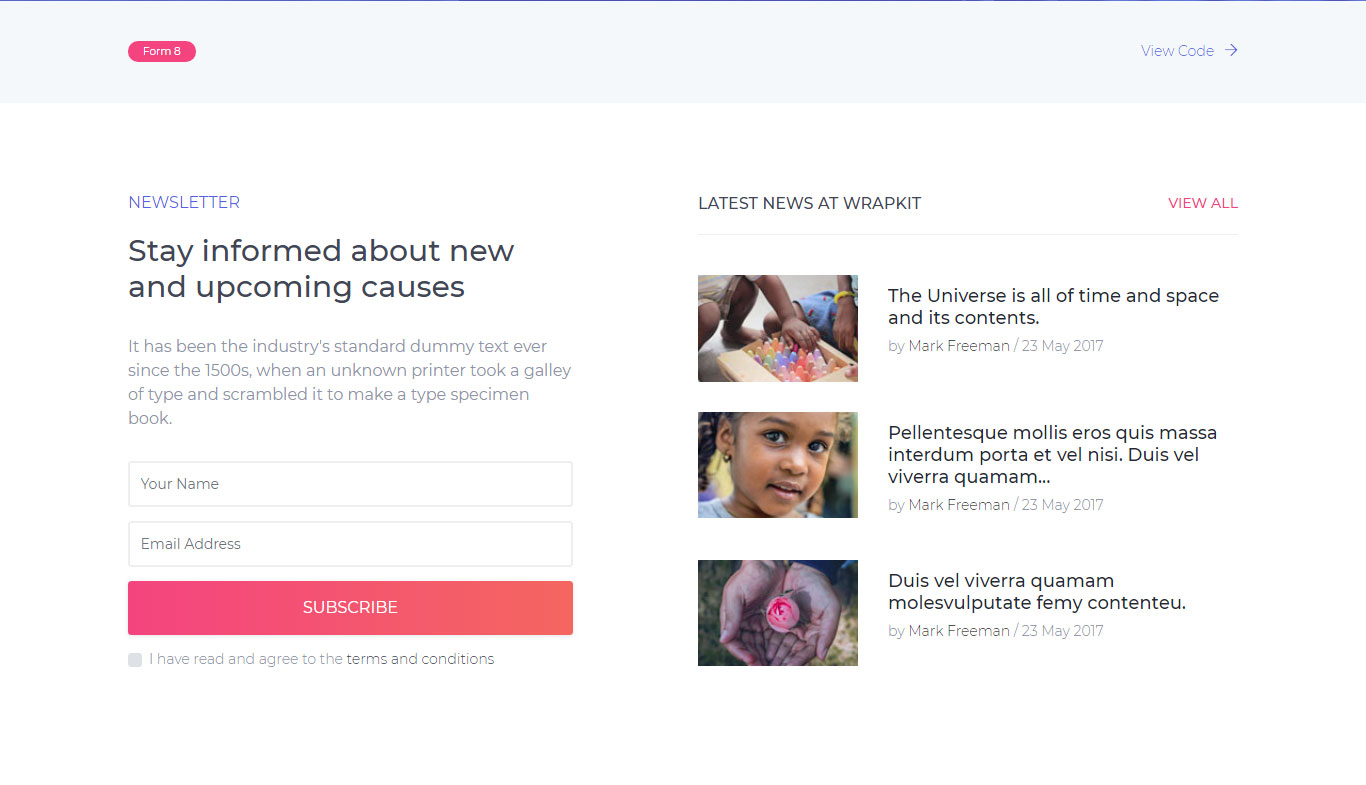 Form 8
View Code
NEWSLETTER
Stay informed about new
and upcoming causes
It has been the industry's standard dummy text ever
since the 1500s, when an unknown printer took a galley
of type and scrambled it to make a type specimen
book.
Your Name
Email Address
SUBSCRIBE
I have read and agree to the terms and conditions
LATEST NEWS AT WRAPKIT
VIEW ALL
The Universe is all of time and space
and its contents.
by Mark Freeman / 23 May 2017
Pellentesque mollis eros quis massa
interdum porta et vel nisi. Duis vel
viverra quamam...
by Mark Freeman / 23 May 2017
Duis vel viverra quamam
molesvulputate femy contenteu.
by Mark Freeman / 23 May 2017